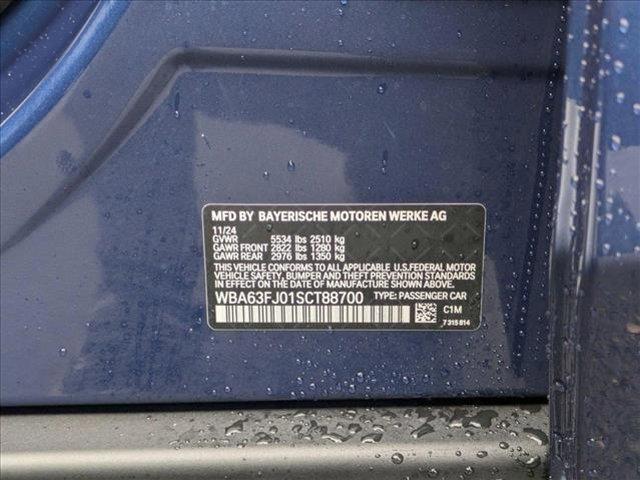 MFD BY BAYERISCHE MOTOREN WERKE AG
11/24
GVWR 5534 lbs 2510 kg
GAWR FRONT 2822 lbs 1280 kg
GAWR REAR 2976 lbs 1350 kg
THIS VEHICLE CONFORMS TO ALL APPLICABLE U.S.FEDERAL MOTOR
VEHICLE SAFETY, BUMPER AND THEFT PREVENTION STANDARDS
IN EFFECT ON THE DATE OF MANUFACTURE SHOWN ABOVE.
WBA63FJ01SCT88700 TYPE: PASSENGER CAR
C1M
7 315 814